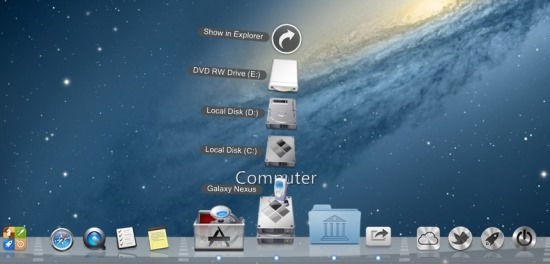 Show in Explorer
DVD RW Drive (E:)
Local Disk (D:)
Local Disk (C:)
Computer
Galaxy Nexus